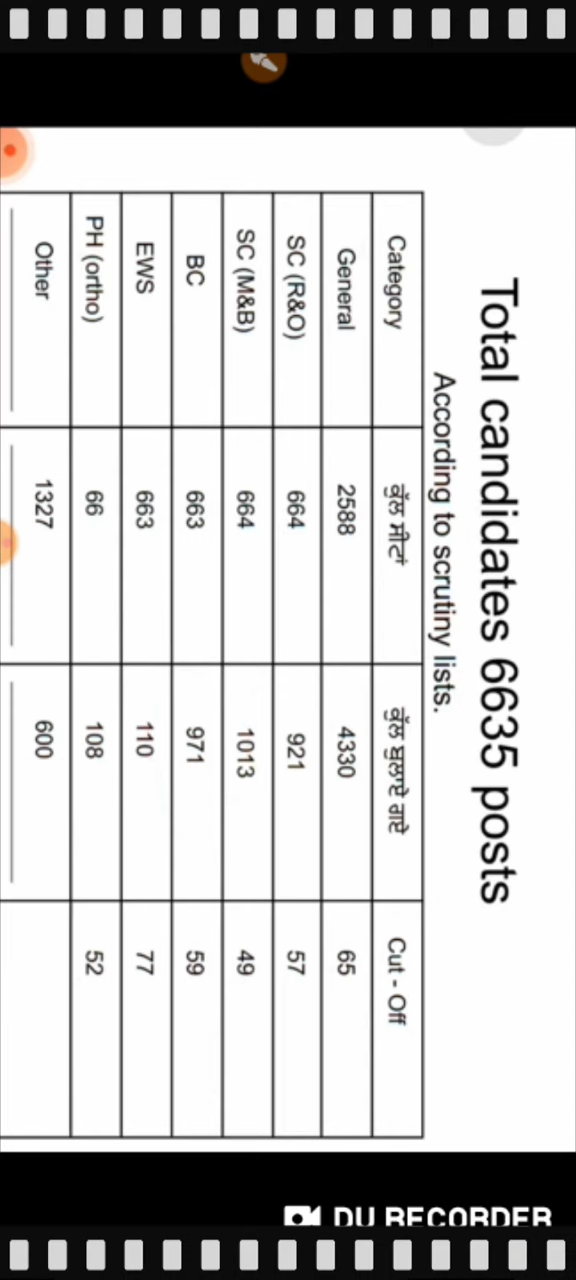 Total candidates 6635 posts
According to scrutiny lists.
Category ਕੁੱਲ ਸੀਟਾਂ ਕੁੱਲ ਬੁਲਾਏ ਗਏ Cut - Off
General 2588 4330 65
SC (R&O) 664 921 57
SC (M&B) 664 1013 49
BC 663 971 59
EWS 663 110 77
PH (ortho) 66 108 52
Other 1327 600
DU RECORDER